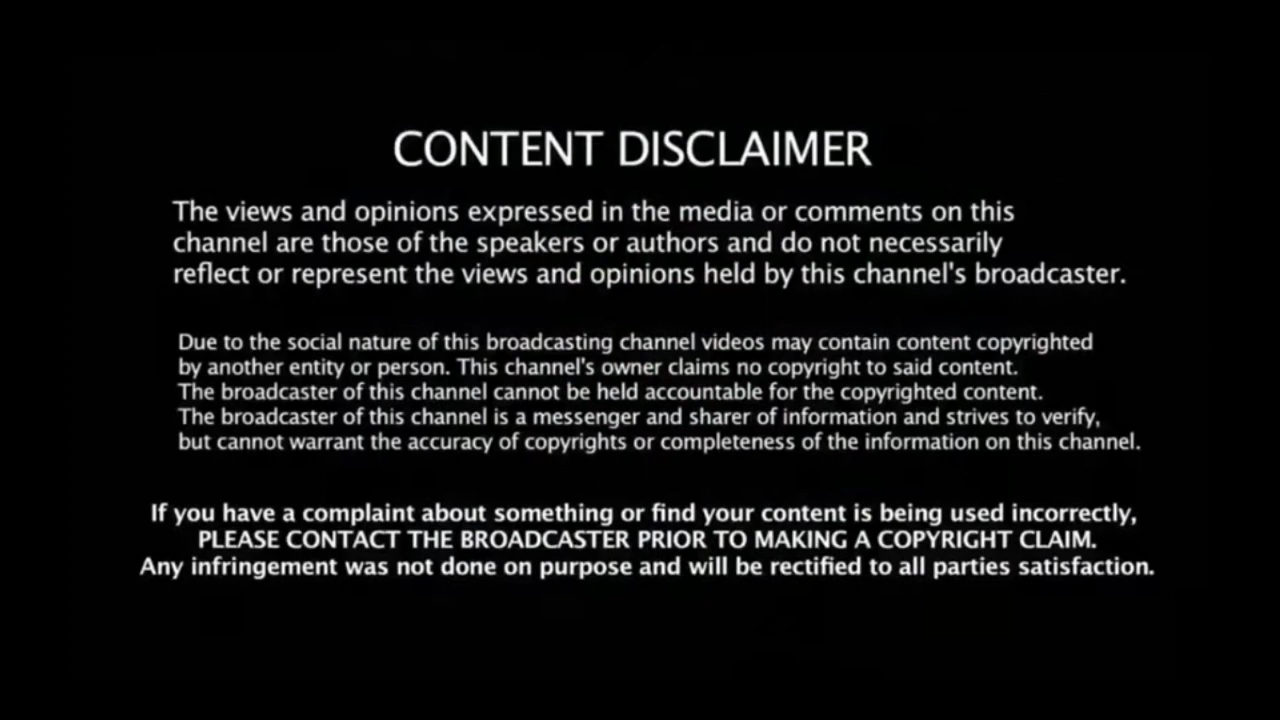 CONTENT DISCLAIMER
The views and opinions expressed in the media or comments on this
channel are those of the speakers or authors and do not necessarily
reflect or represent the views and opinions held by this channel's broadcaster.
Due to the social nature of this broadcasting channel videos may contain content copyrighted
by another entity or person. This channel's owner claims no copyright to said content.
The broadcaster of this channel cannot be held accountable for the copyrighted content.
The broadcaster of this channel is a messenger and sharer of information and strives to verify,
but cannot warrant the accuracy of copyrights or completeness of the information on this channel.
If you have a complaint about something or find your content is being used incorrectly,
PLEASE CONTACT THE BROADCASTER PRIOR TO MAKING A COPYRIGHT CLAIM.
Any infringement was not done on purpose and will be rectified to all parties satisfaction.